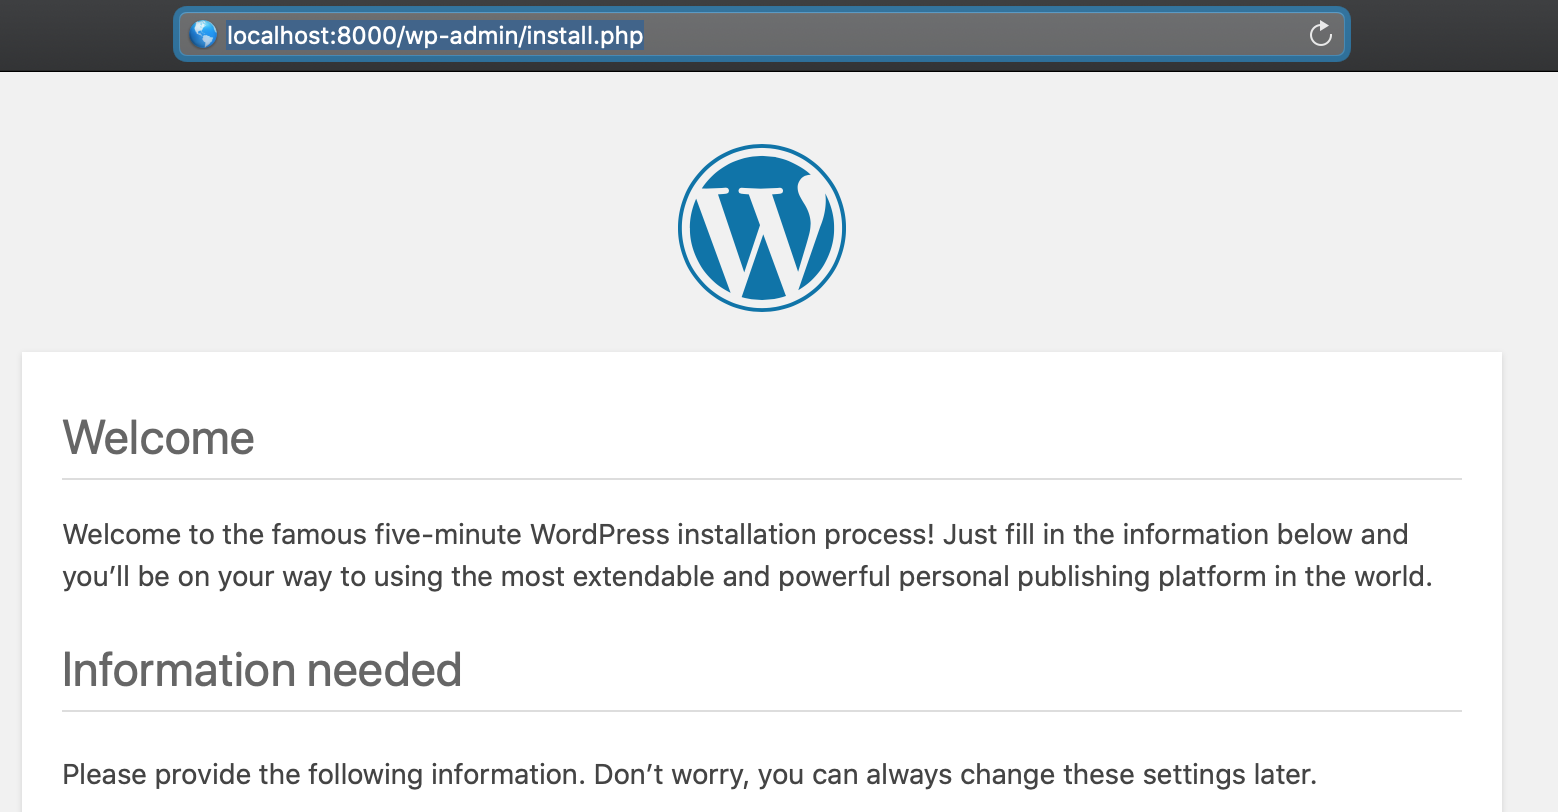 localhost:8000/wp-admin/install.php
Welcome
Welcome to the famous five-minute WordPress installation process! Just fill in the information below and
you’ll be on your way to using the most extendable and powerful personal publishing platform in the world.
Information needed
Please provide the following information. Don’t worry, you can always change these settings later.